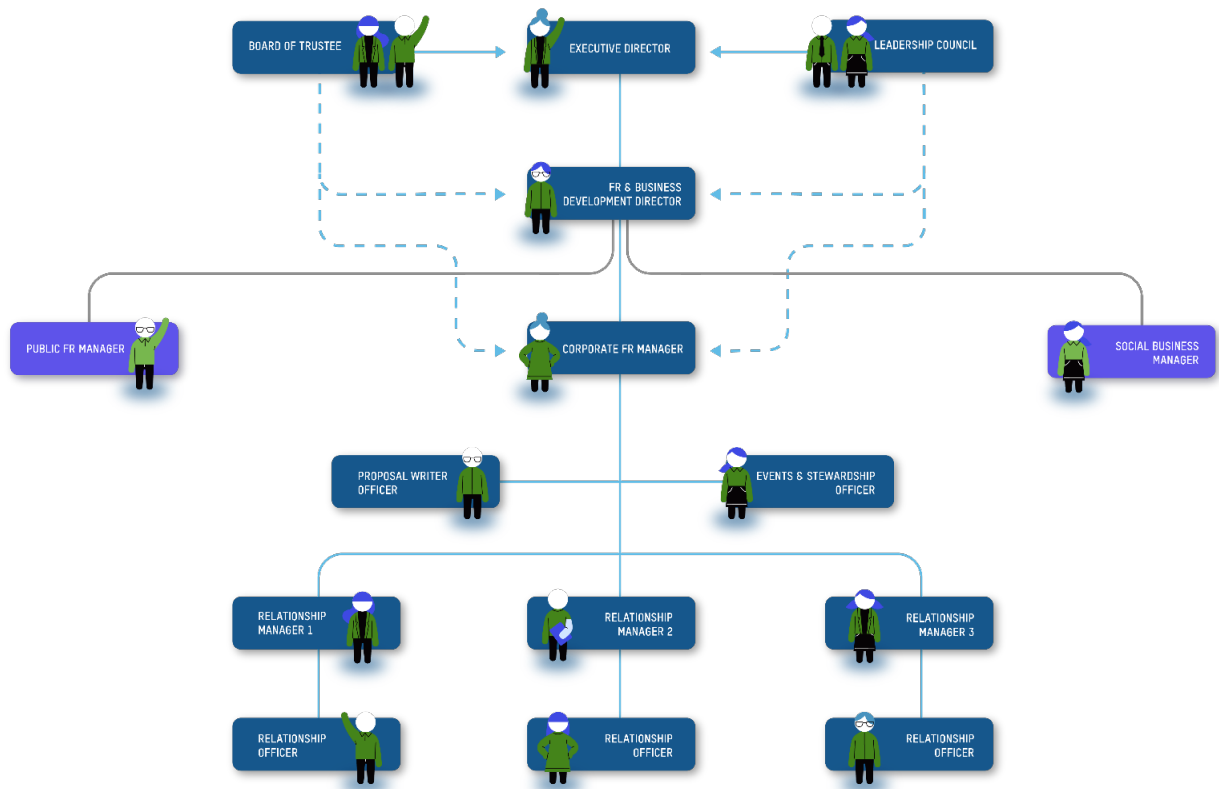 BOARD OF TRUSTEE
EXECUTIVE DIRECTOR
LEADERSHIP COUNCIL
FR & BUSINESS
DEVELOPMENT DIRECTOR
PUBLIC FR MANAGER
CORPORATE FR MANAGER
SOCIAL BUSINESS
MANAGER
PROPOSAL WRITER
OFFICER
EVENTS & STEWARDSHIP
OFFICER
RELATIONSHIP
MANAGER 1
RELATIONSHIP
MANAGER 2
RELATIONSHIP
MANAGER 3
RELATIONSHIP
OFFICER
RELATIONSHIP
OFFICER
RELATIONSHIP
OFFICER